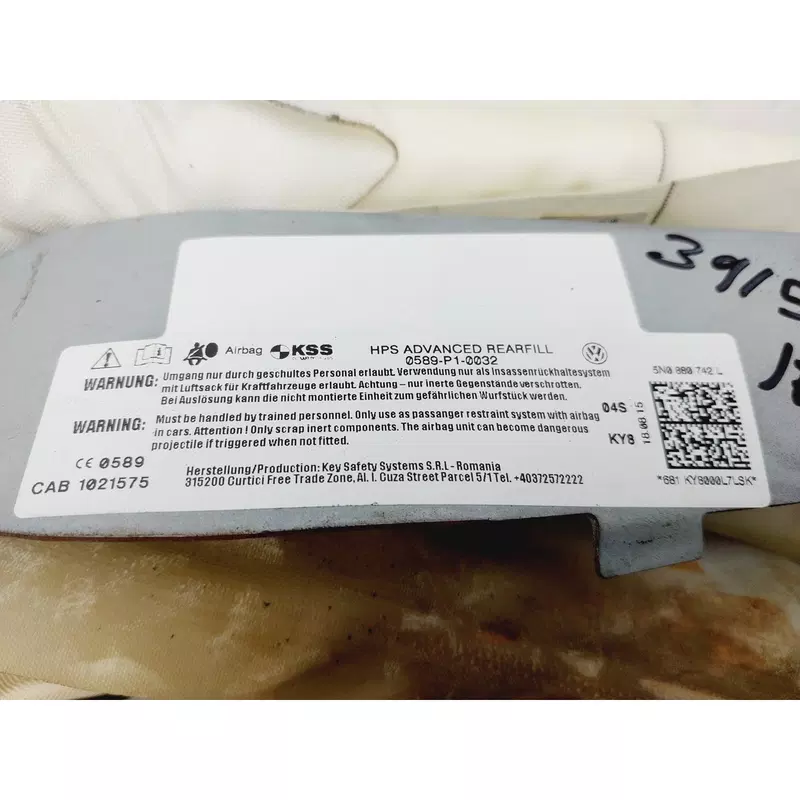 3915
Airbag KSS HPS ADVANCED REARFILL
0589-P1-0032
5N0 880 742 L
WARNUNG: Umgang nur durch geschultes Personal erlaubt. Verwendung nur als Insassenrückhaltesystem
mit Luftsack für Kraftfahrzeuge erlaubt. Achtung – nur inerte Gegenstände verschrotten.
Bei Auslösung kann die nicht montierte Einheit zum gefährlichen Wurfstück werden.
WARNING: Must be handled by trained personnel. Only use as passanger restraint system with airbag
in cars. Attention ! Only scrap inert components. The airbag unit can become dangerous
projectile if triggered when not fitted.
04S
KY8
18.08.15
CE 0589
CAB 1021575
Herstellung/Production: Key Safety Systems S.R.L - Romania
315200 Curtici Free Trade Zone, Al. I. Cuza Street Parcel 5/1 Tel. +40372572222
*6B1 KY8000L7LSK*